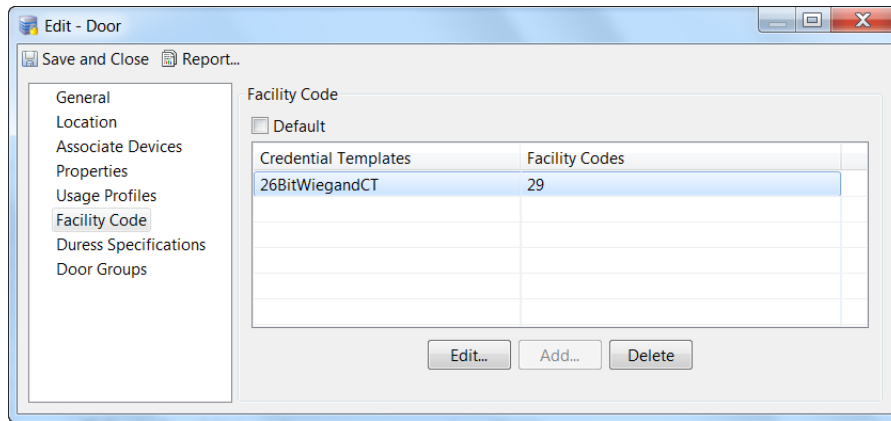 Edit - Door
Save and Close Report...
General
Location
Associate Devices
Properties
Usage Profiles
Facility Code
Duress Specifications
Door Groups
Facility Code
Default
Credential Templates Facility Codes
26BitWiegandCT 29
Edit... Add... Delete